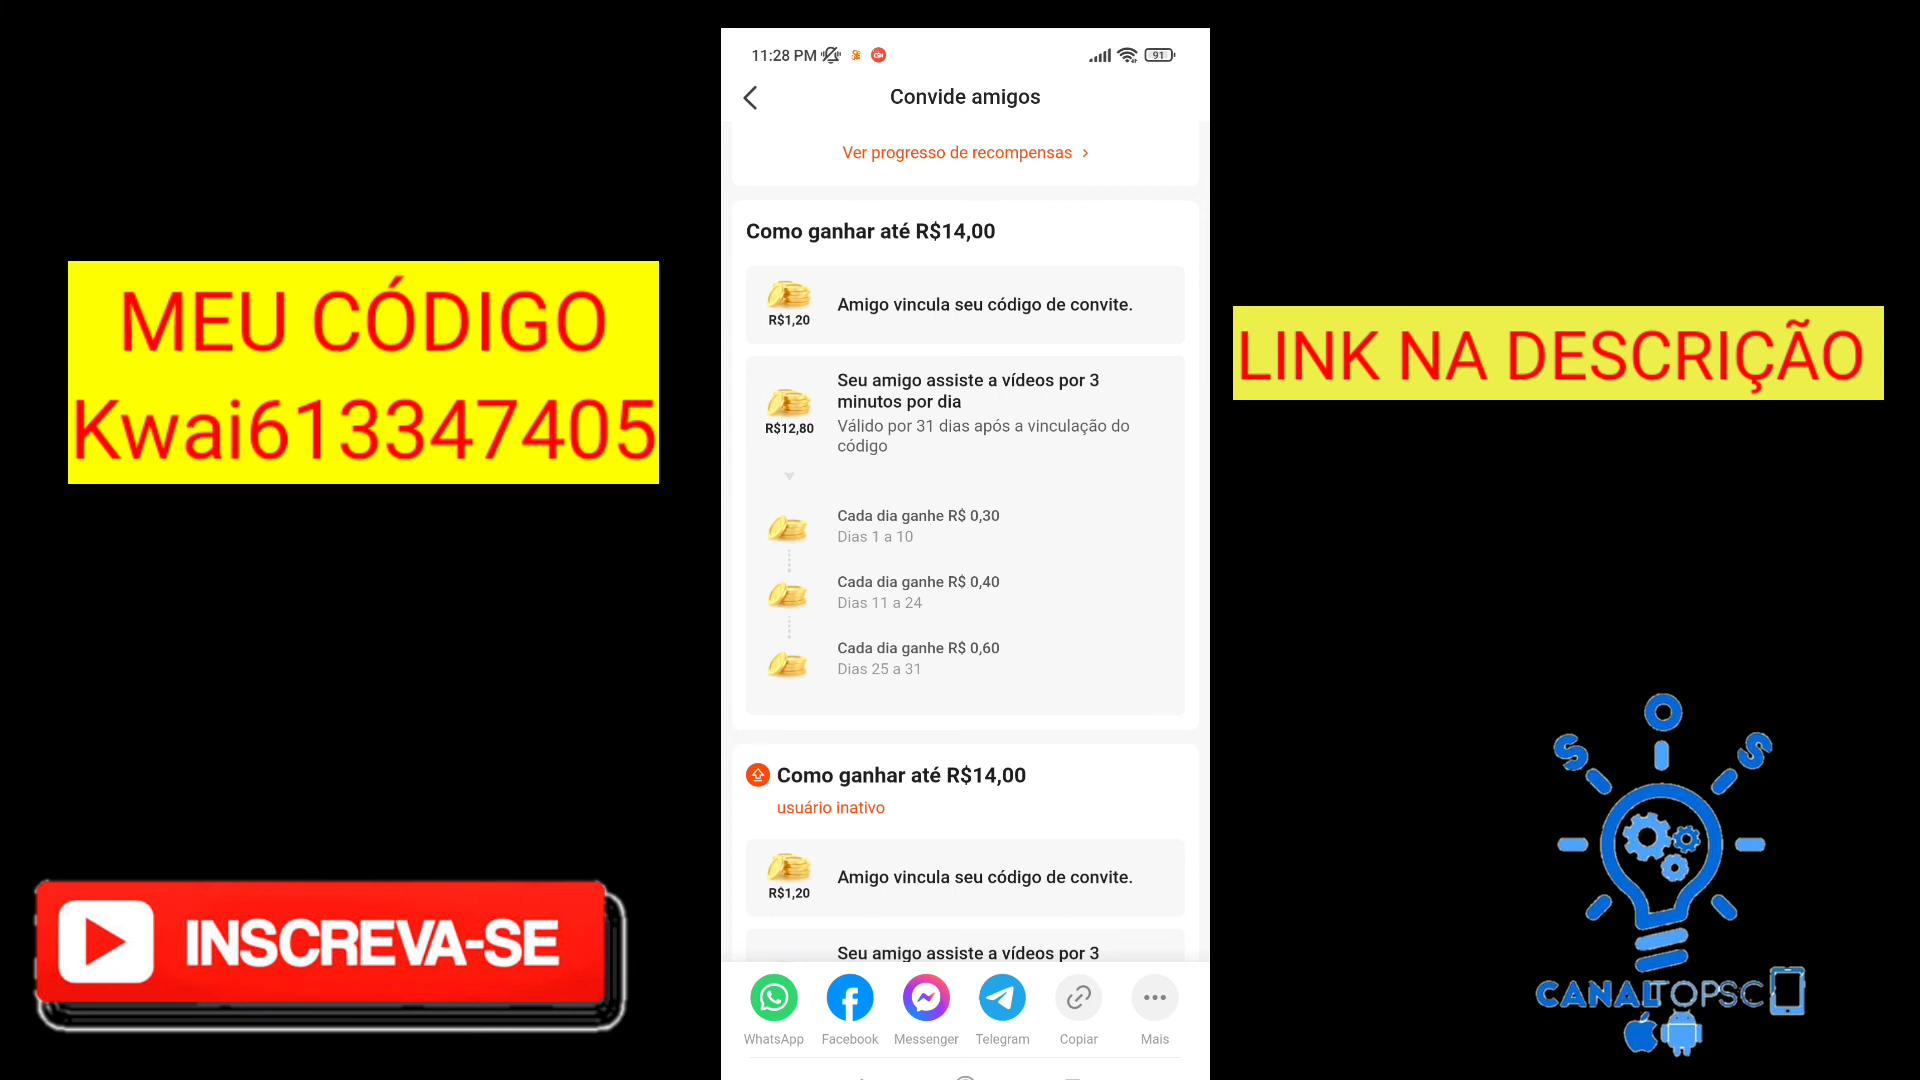 11:28 PM
91
Convide amigos
Ver progresso de recompensas >
Como ganhar até R$14,00
R$1,20
Amigo vincula seu código de convite.
Seu amigo assiste a vídeos por 3
minutos por dia
R$12,80
Válido por 31 dias após a vinculação do
código
Cada dia ganhe R$ 0,30
Dias 1 a 10
Cada dia ganhe R$ 0,40
Dias 11 a 24
Cada dia ganhe R$ 0,60
Dias 25 a 31
Como ganhar até R$14,00
usuário inativo
R$1,20
Amigo vincula seu código de convite.
Seu amigo assiste a vídeos por 3
WhatsApp
Facebook
Messenger
Telegram
Copiar
Mais
MEU CÓDIGO
Kwai613347405
INSCREVA-SE
LINK NA DESCRIÇÃO
SOS
CANALTOPSC